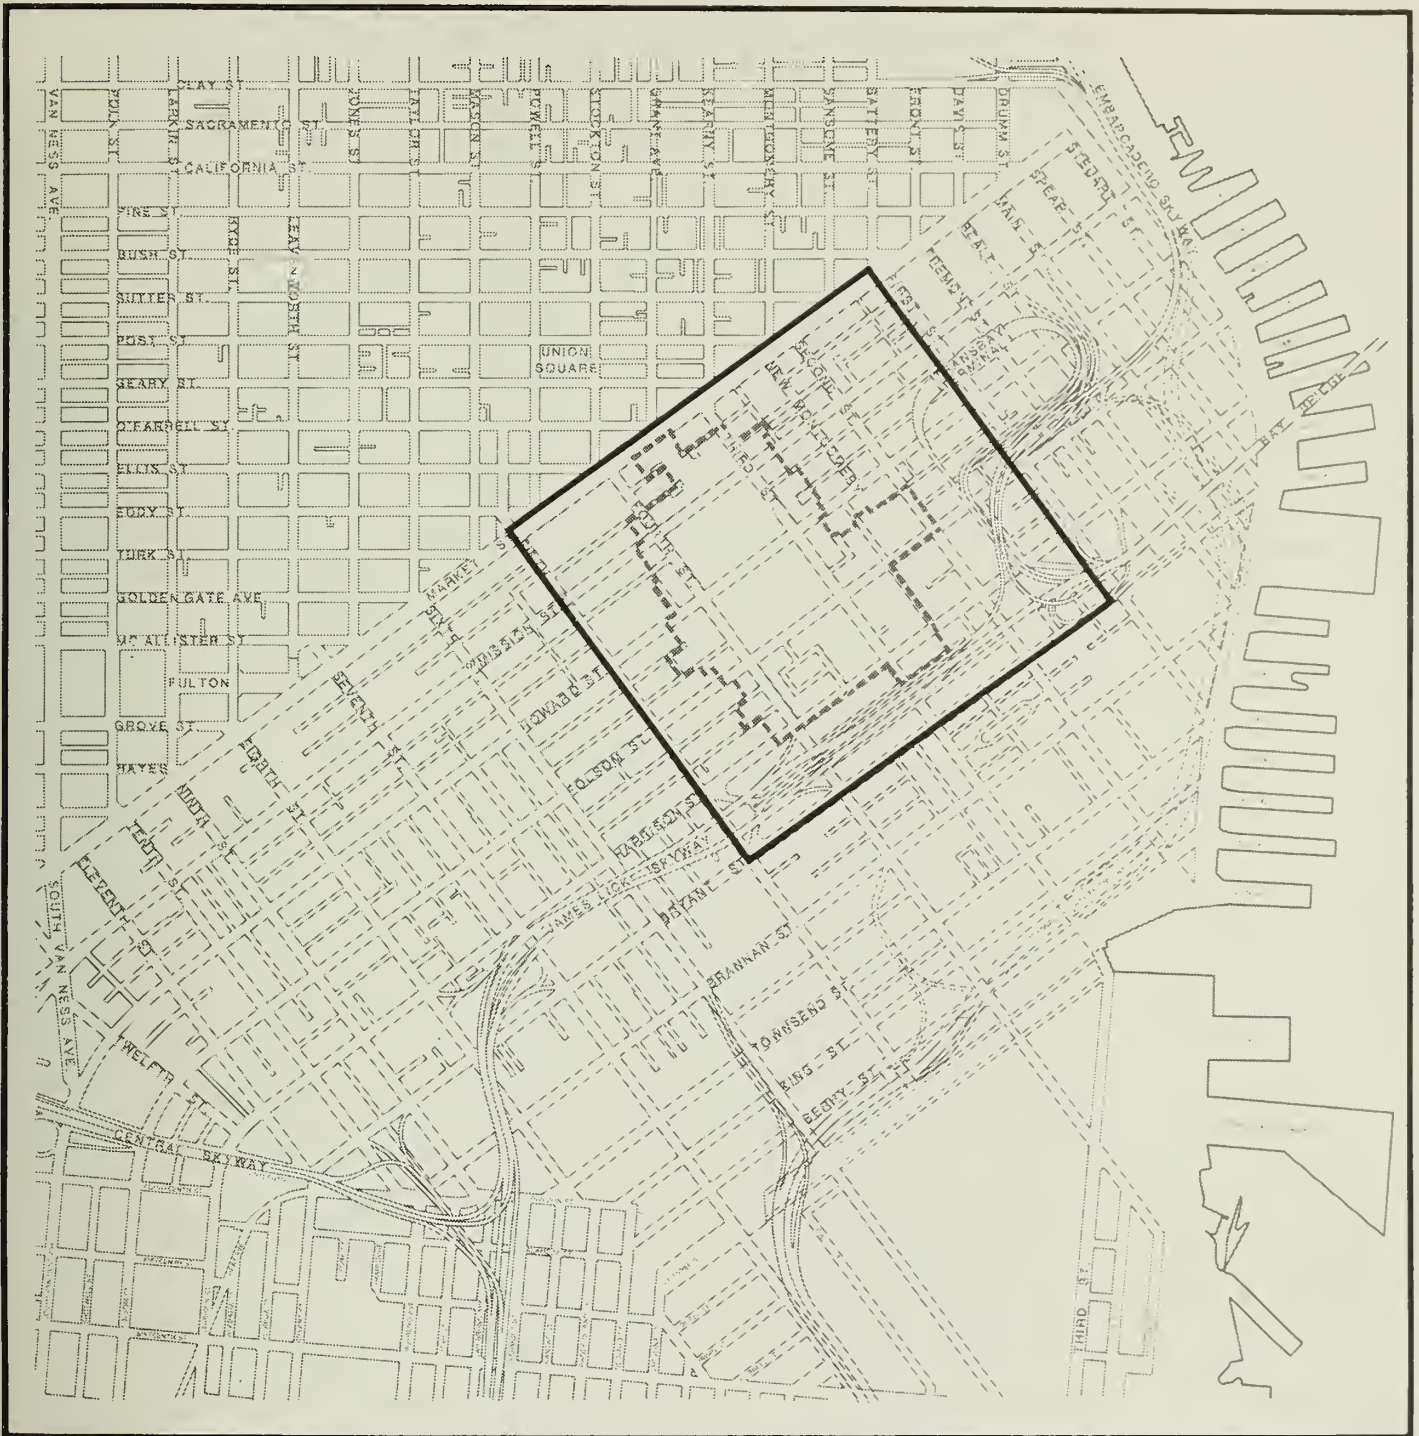 CLAY ST.
SACRAMENTO ST.
CALIFORNIA ST.
VAN NESS AVE.
POLK ST.
LARKIN ST.
JONES ST.
TAYLOR ST.
MASON ST.
POWELL ST.
STOCKTON ST.
GRANT AVE.
KEARNY ST.
MONTGOMERY ST.
SANSOME ST.
BATTERY ST.
FRONT ST.
DAVIS ST.
DRUMM ST.
EMBARCADERO SKYWAY
STEUART ST.
SPEAR ST.
MAIN ST.
BEALE ST.
FREMONT ST.
FIRST ST.
PINE ST.
BUSH ST.
SUTTER ST.
POST ST.
GEARY ST.
O'FARRELL ST.
ELLIS ST.
EDDY ST.
TURK ST.
GOLDEN GATE AVE.
MC ALLISTER ST.
FULTON
GROVE ST.
HAYES
HYDE ST.
LEAVENWORTH ST.
UNION
SQUARE
TRANSBAY
TERMINAL
BAY BRIDGE
SECOND ST.
NEW MONTGOMERY
THIRD ST.
FOURTH ST.
MARKET
SIXTH
MISSION ST.
HOWARD ST.
FOLSOM ST.
HARRISON ST.
JAMES LICK SKYWAY
BRYANT ST.
BRANNAN ST.
TOWNSEND ST.
KING ST.
BERRY ST.
SEVENTH ST.
EIGHTH ST.
NINTH ST.
TENTH ST.
ELEVENTH ST.
TWELFTH ST.
SOUTH VAN NESS AVE.
CENTRAL SKYWAY
THIRD ST.